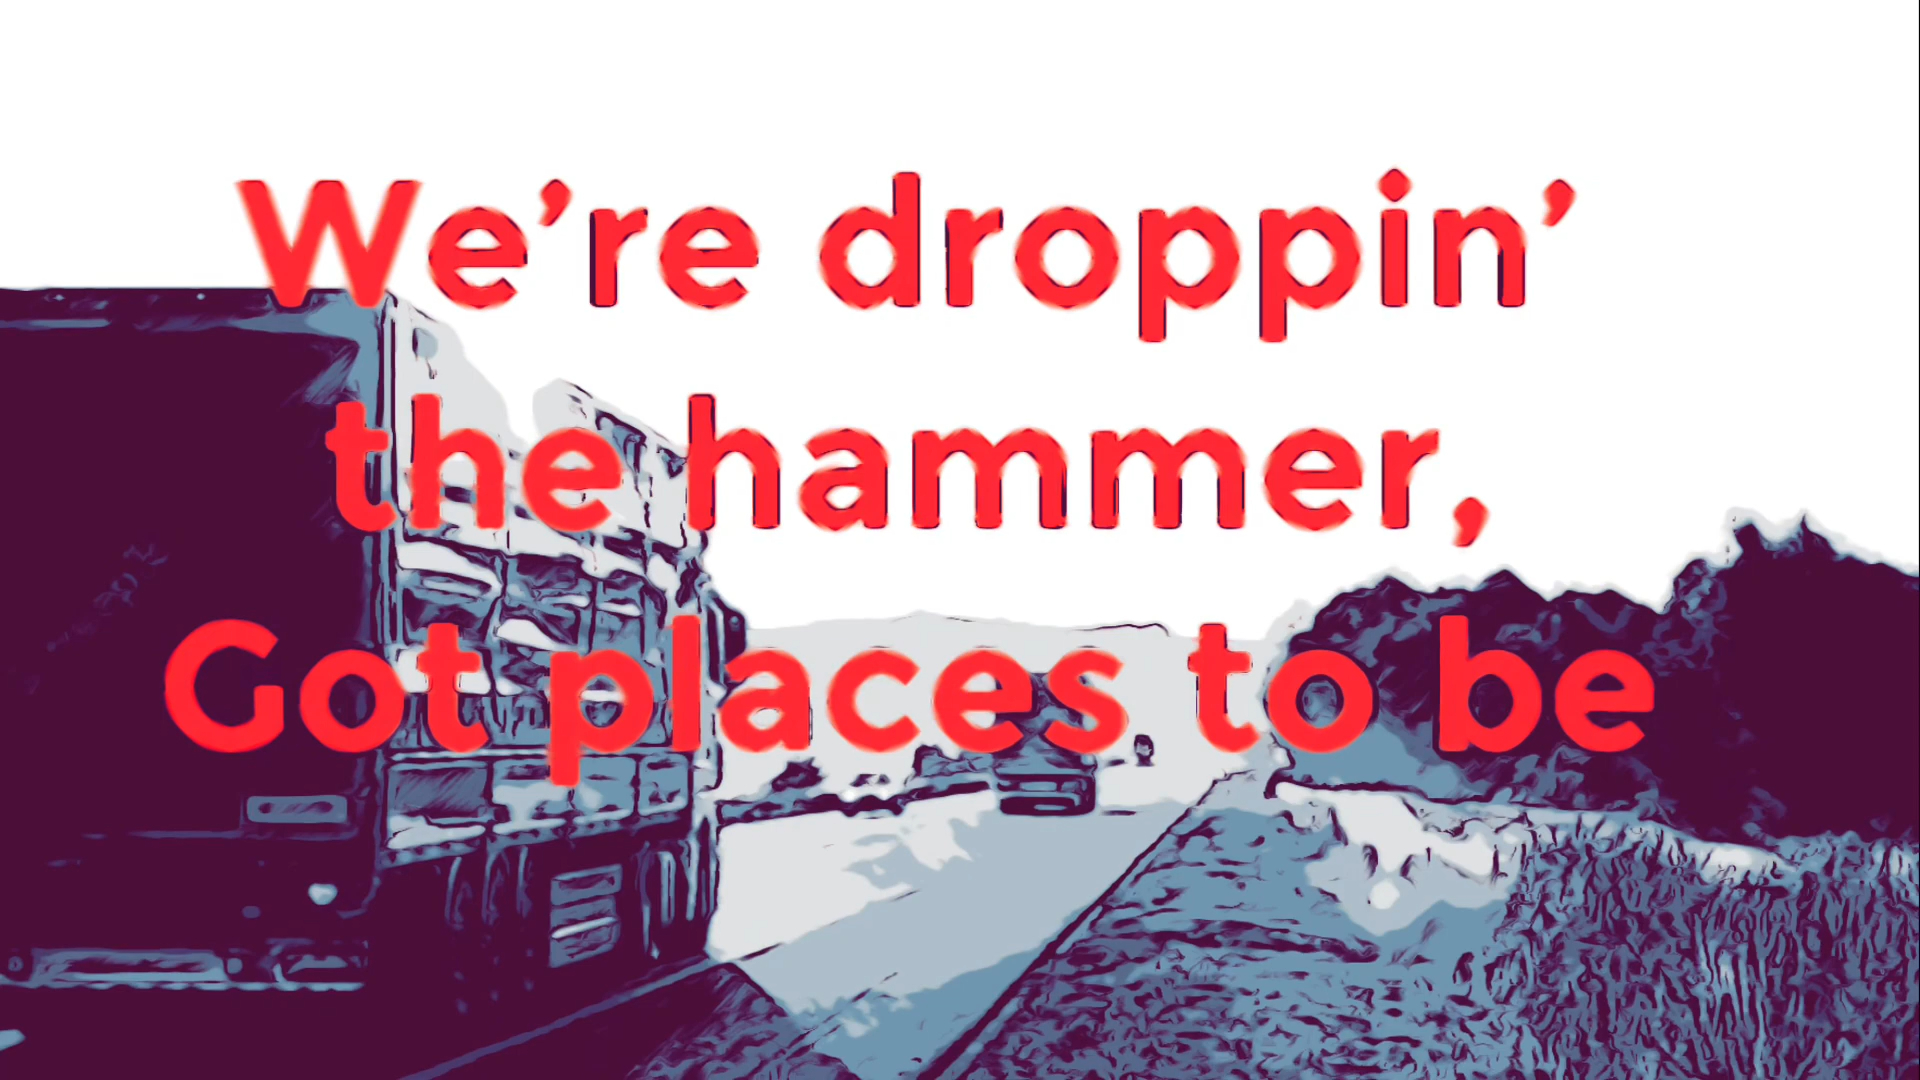 We’re droppin’
the hammer,
Got places to be